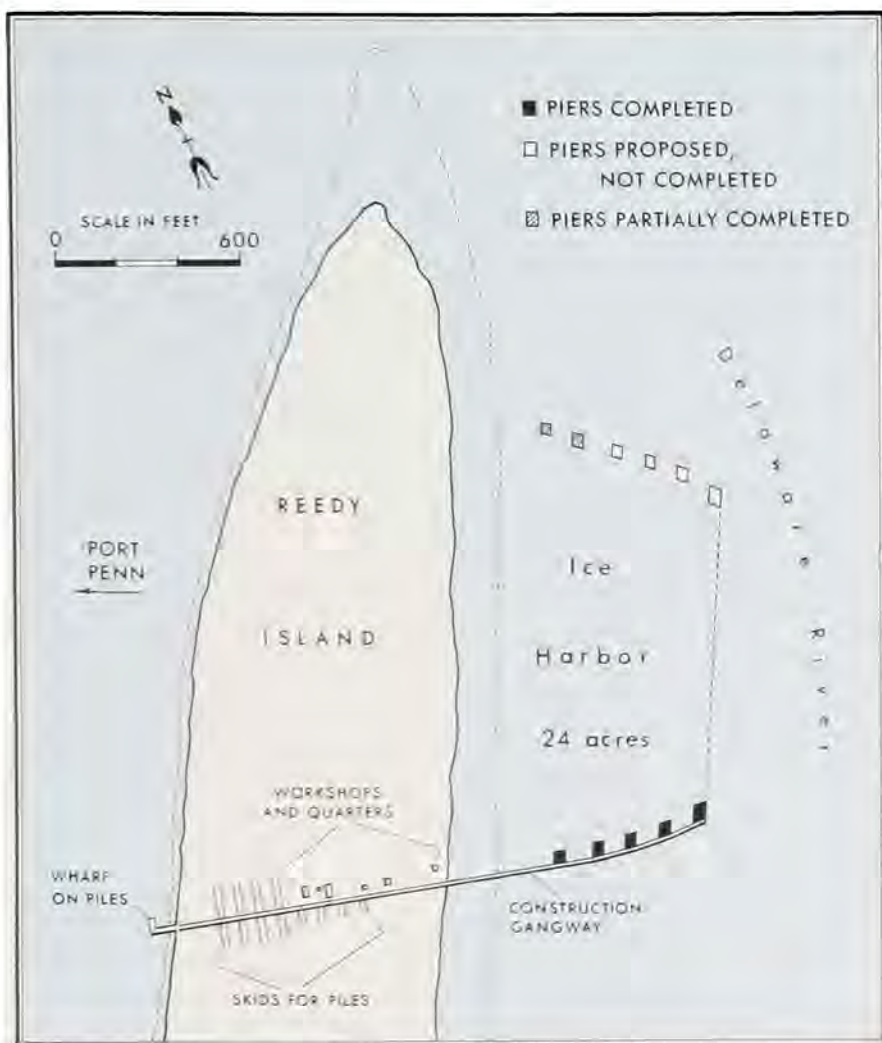 N
SCALE IN FEET
0 600
PIERS COMPLETED
PIERS PROPOSED,
NOT COMPLETED
PIERS PARTIALLY COMPLETED
Delaware River
REEDY
ISLAND
PORT
PENN
Ice
Harbor
24 acres
WORKSHOPS
AND QUARTERS
WHARF
ON PILES
CONSTRUCTION
GANGWAY
SKIDS FOR PILES